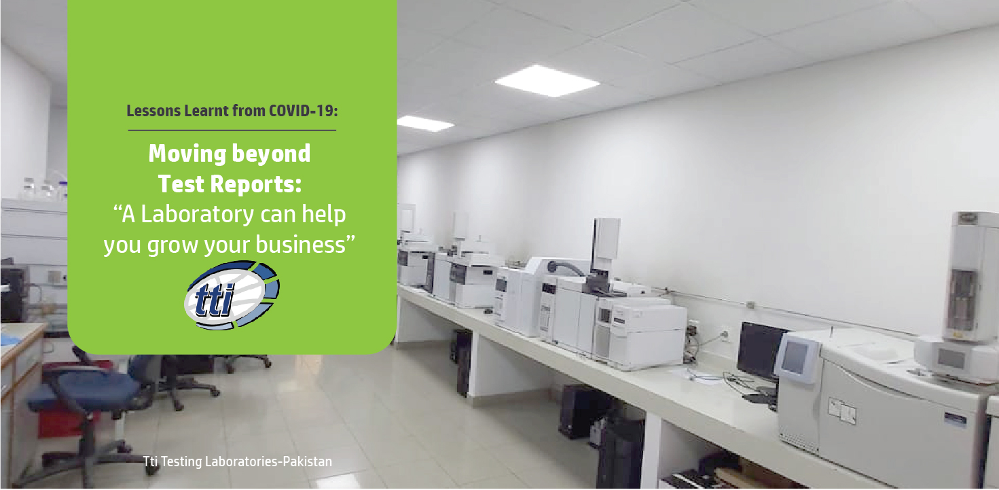 Lessons Learnt from COVID-19:
Moving beyond
Test Reports:
“A Laboratory can help
you grow your business”
tti
Tti Testing Laboratories-Pakistan